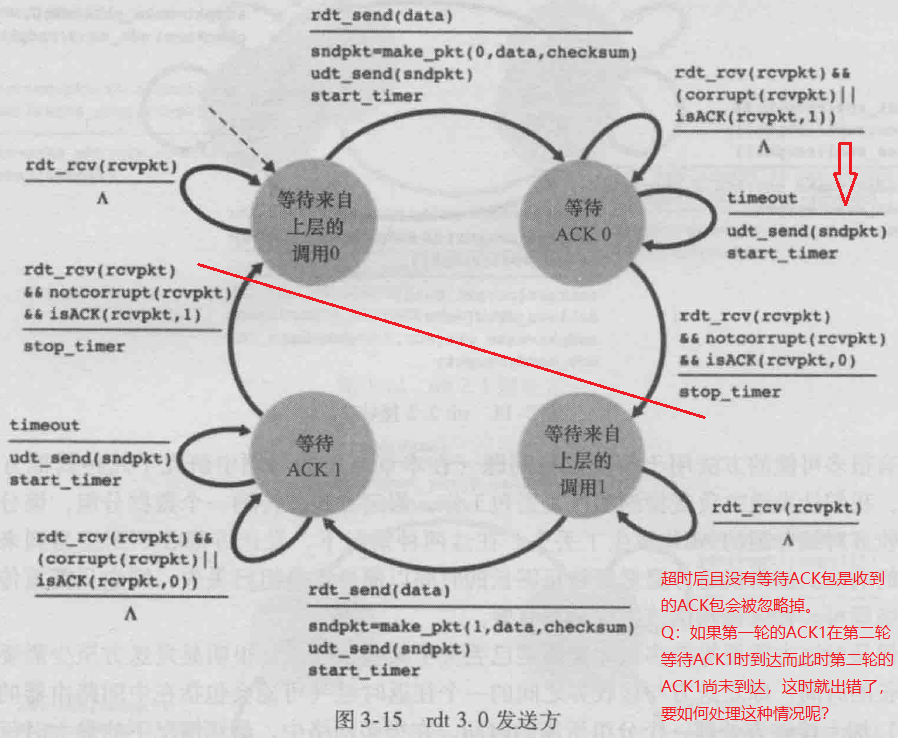 rdt_send(data)
sndpkt=make_pkt(0,data,checksum)
udt_send(sndpkt)
start_timer
rdt_rcv(rcvpkt) &&
(corrupt(rcvpkt)||
isACK(rcvpkt,1))
Λ
rdt_rcv(rcvpkt)
Λ
等待来自
上层的
调用0
等待
ACK 0
timeout
udt_send(sndpkt)
start_timer
rdt_rcv(rcvpkt)
&& notcorrupt(rcvpkt)
&& isACK(rcvpkt,1)
stop_timer
rdt_rcv(rcvpkt)
&& notcorrupt(rcvpkt)
&& isACK(rcvpkt,0)
stop_timer
timeout
udt_send(sndpkt)
start_timer
等待
ACK 1
等待来自
上层的
调用1
rdt_rcv(rcvpkt)
Λ
rdt_rcv(rcvpkt) &&
(corrupt(rcvpkt)||
isACK(rcvpkt,0))
Λ
rdt_send(data)
sndpkt=make_pkt(1,data,checksum)
udt_send(sndpkt)
start_timer
超时后且没有等待ACK包是收到
的ACK包会被忽略掉。
Q：如果第一轮的ACK1在第二轮
等待ACK1时到达而此时第二轮的
ACK1尚未到达，这时就出错了，
要如何处理这种情况呢？
图 3-15 rdt 3.0 发送方